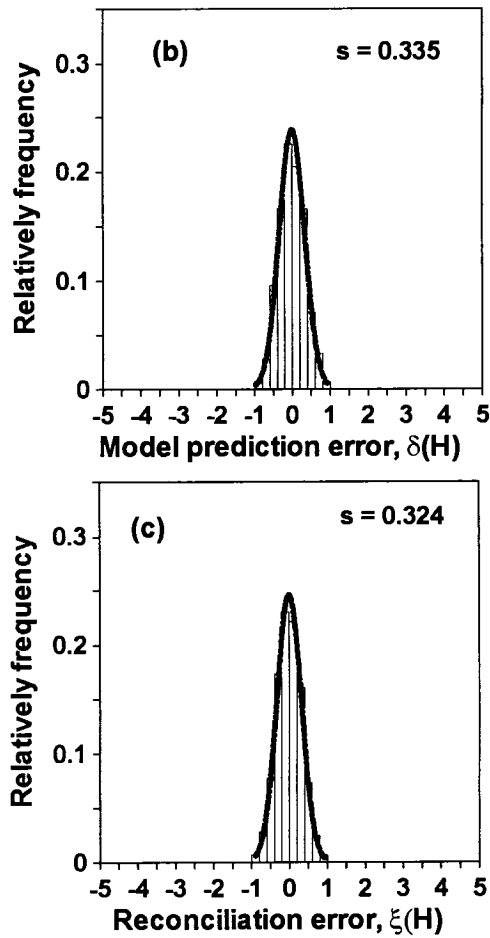 (b)
s = 0.335
Relatively frequency
0.3
0.2
0.1
0
-5 -4 -3 -2 -1 0 1 2 3 4 5
Model prediction error, δ(H)
(c)
s = 0.324
Relatively frequency
0.3
0.2
0.1
0
-5 -4 -3 -2 -1 0 1 2 3 4 5
Reconciliation error, ξ(H)